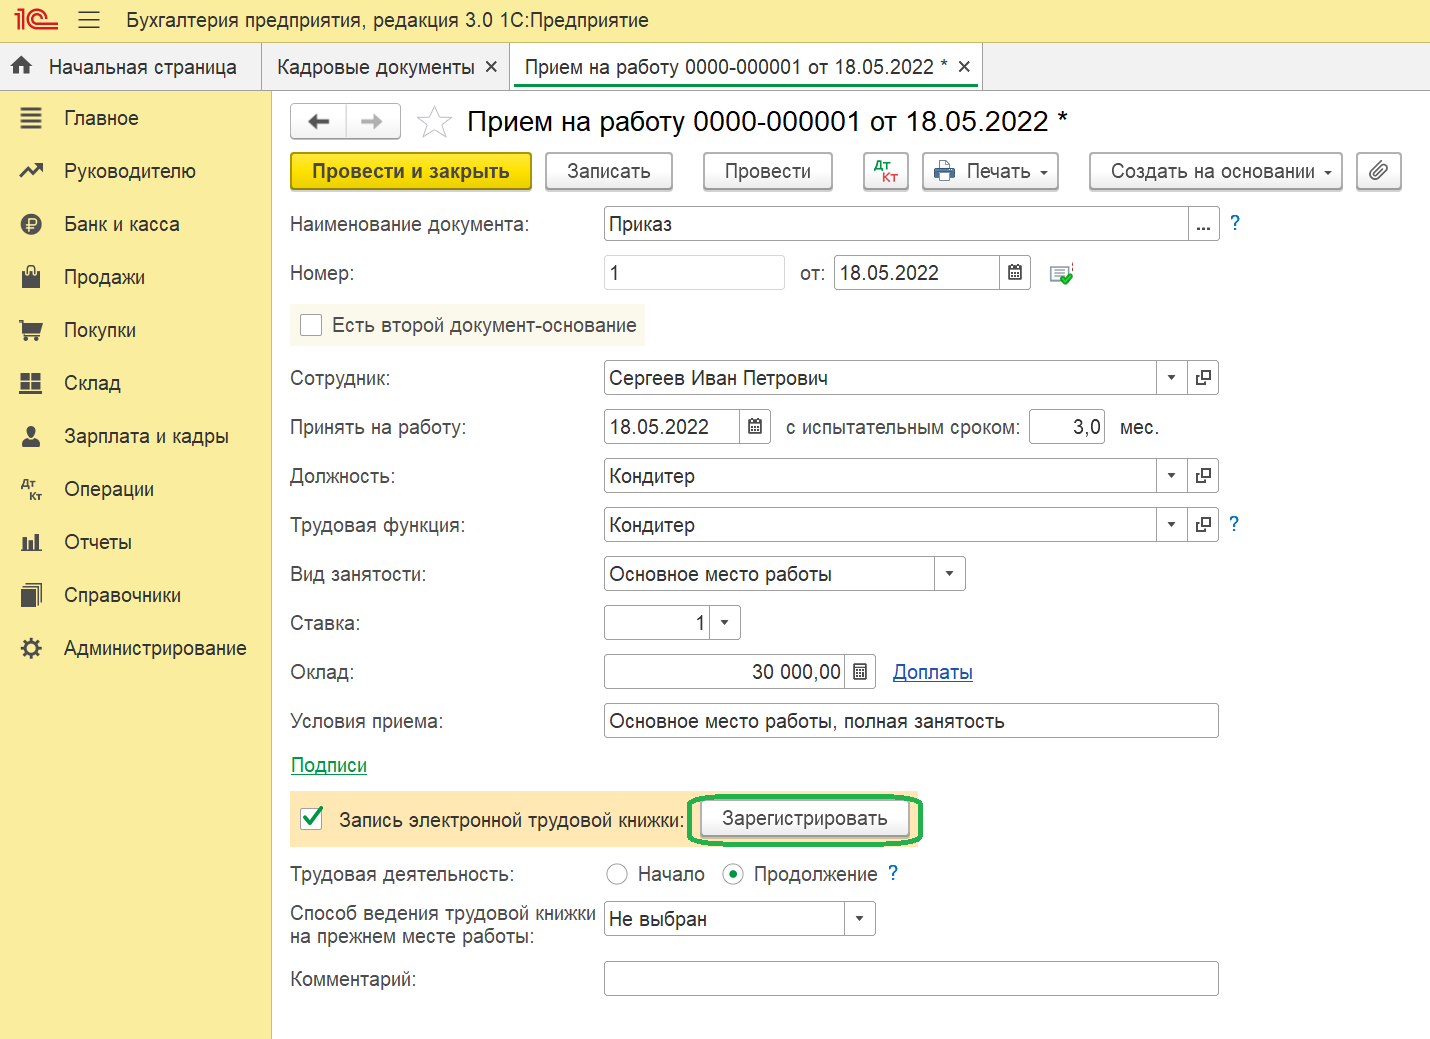 1С Бухгалтерия предприятия, редакция 3.0 1С:Предприятие
Начальная страница Кадровые документы × Прием на работу 0000-000001 от 18.05.2022 * ×
Главное
Руководителю
Банк и касса
Продажи
Покупки
Склад
Зарплата и кадры
Дт Кт Операции
Отчеты
Справочники
Администрирование
Прием на работу 0000-000001 от 18.05.2022 *
Провести и закрыть Записать Провести Дт Кт Печать Создать на основании
Наименование документа: Приказ ... ?
Номер: 1 от: 18.05.2022
Есть второй документ-основание
Сотрудник: Сергеев Иван Петрович
Принять на работу: 18.05.2022 с испытательным сроком: 3,0 мес.
Должность: Кондитер
Трудовая функция: Кондитер ?
Вид занятости: Основное место работы
Ставка: 1
Оклад: 30 000,00 Доплаты
Условия приема: Основное место работы, полная занятость
Подписи
Запись электронной трудовой книжки: Зарегистрировать
Трудовая деятельность: Начало Продолжение ?
Способ ведения трудовой книжки
на прежнем месте работы: Не выбран
Комментарий: